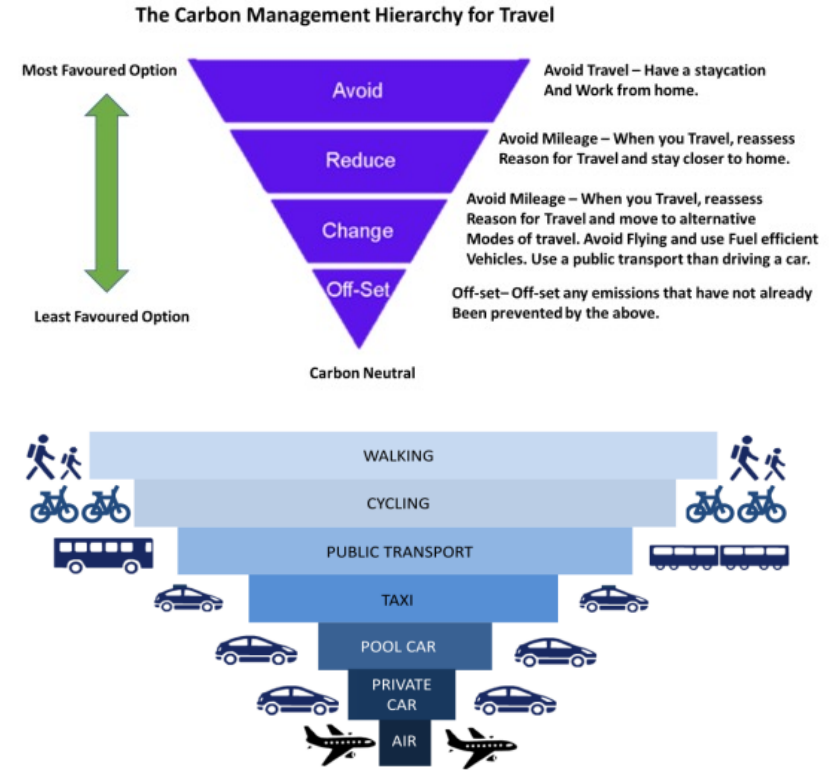 The Carbon Management Hierarchy for Travel
Most Favoured Option
Avoid
Avoid Travel – Have a staycation
And Work from home.
Reduce
Avoid Mileage – When you Travel, reassess
Reason for Travel and stay closer to home.
Change
Avoid Mileage – When you Travel, reassess
Reason for Travel and move to alternative
Modes of travel. Avoid Flying and use Fuel efficient
Vehicles. Use a public transport than driving a car.
Off-Set
Off-set– Off-set any emissions that have not already
Been prevented by the above.
Least Favoured Option
Carbon Neutral
WALKING
CYCLING
PUBLIC TRANSPORT
TAXI
POOL CAR
PRIVATE
CAR
AIR